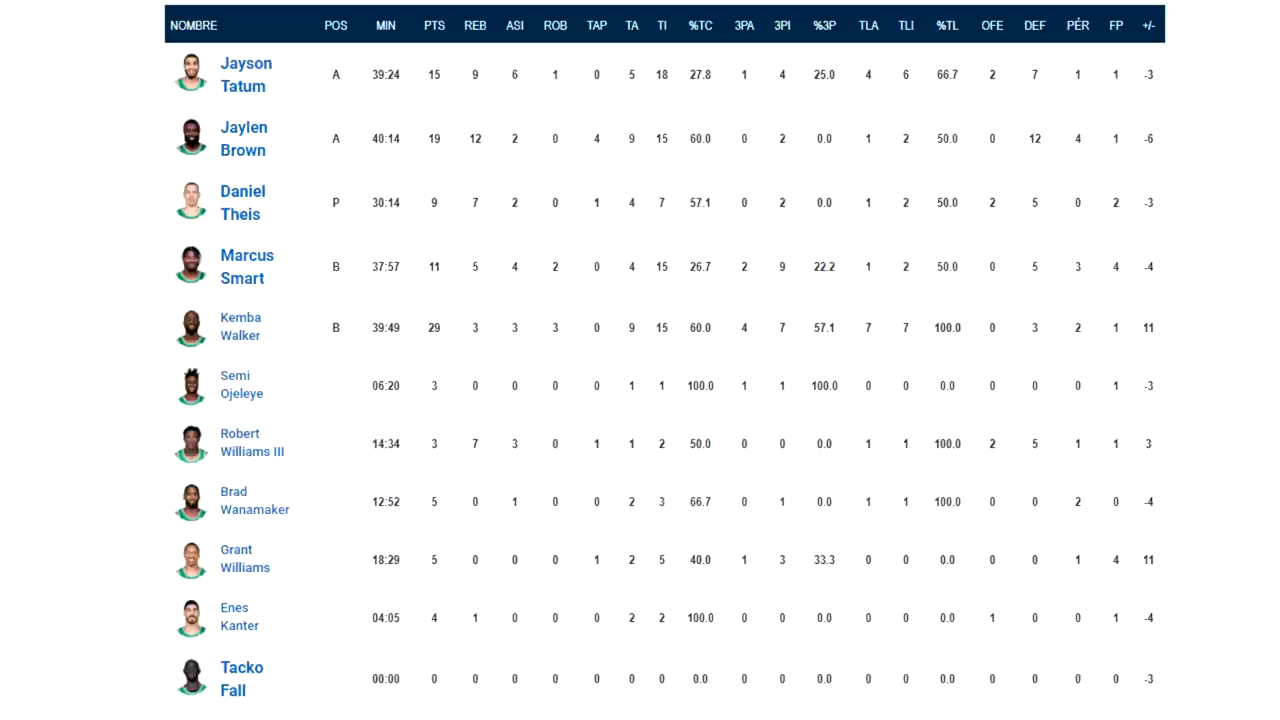 NOMBRE POS MIN PTS REB ASI ROB TAP TA TI %TC 3PA 3PI %3P TLA TLI %TL OFE DEF PÉR FP +/-
Jayson
Tatum
A 39:24 15 9 6 1 0 5 18 27.8 1 4 25.0 4 6 66.7 2 7 1 1 -3
Jaylen
Brown
A 40:14 19 12 2 0 4 9 15 60.0 0 2 0.0 1 2 50.0 0 12 4 1 -6
Daniel
Theis
P 30:14 9 7 2 0 1 4 7 57.1 0 2 0.0 1 2 50.0 2 5 0 2 -3
Marcus
Smart
B 37:57 11 5 4 2 0 4 15 26.7 2 9 22.2 1 2 50.0 0 5 3 4 -4
Kemba
Walker
B 39:49 29 3 3 3 0 9 15 60.0 4 7 57.1 7 7 100.0 0 3 2 1 11
Semi
Ojeleye
06:20 3 0 0 0 0 1 1 100.0 1 1 100.0 0 0 0.0 0 0 0 1 -3
Robert
Williams III
14:34 3 7 3 0 1 1 2 50.0 0 0 0.0 1 1 100.0 2 5 1 1 3
Brad
Wanamaker
12:52 5 0 1 0 0 2 3 66.7 0 1 0.0 1 1 100.0 0 0 2 0 -4
Grant
Williams
18:29 5 0 0 0 1 2 5 40.0 1 3 33.3 0 0 0.0 0 0 1 4 11
Enes
Kanter
04:05 4 1 0 0 0 2 2 100.0 0 0 0.0 0 0 0.0 1 0 0 1 -4
Tacko
Fall
00:00 0 0 0 0 0 0 0 0.0 0 0 0.0 0 0 0.0 0 0 0 0 -3